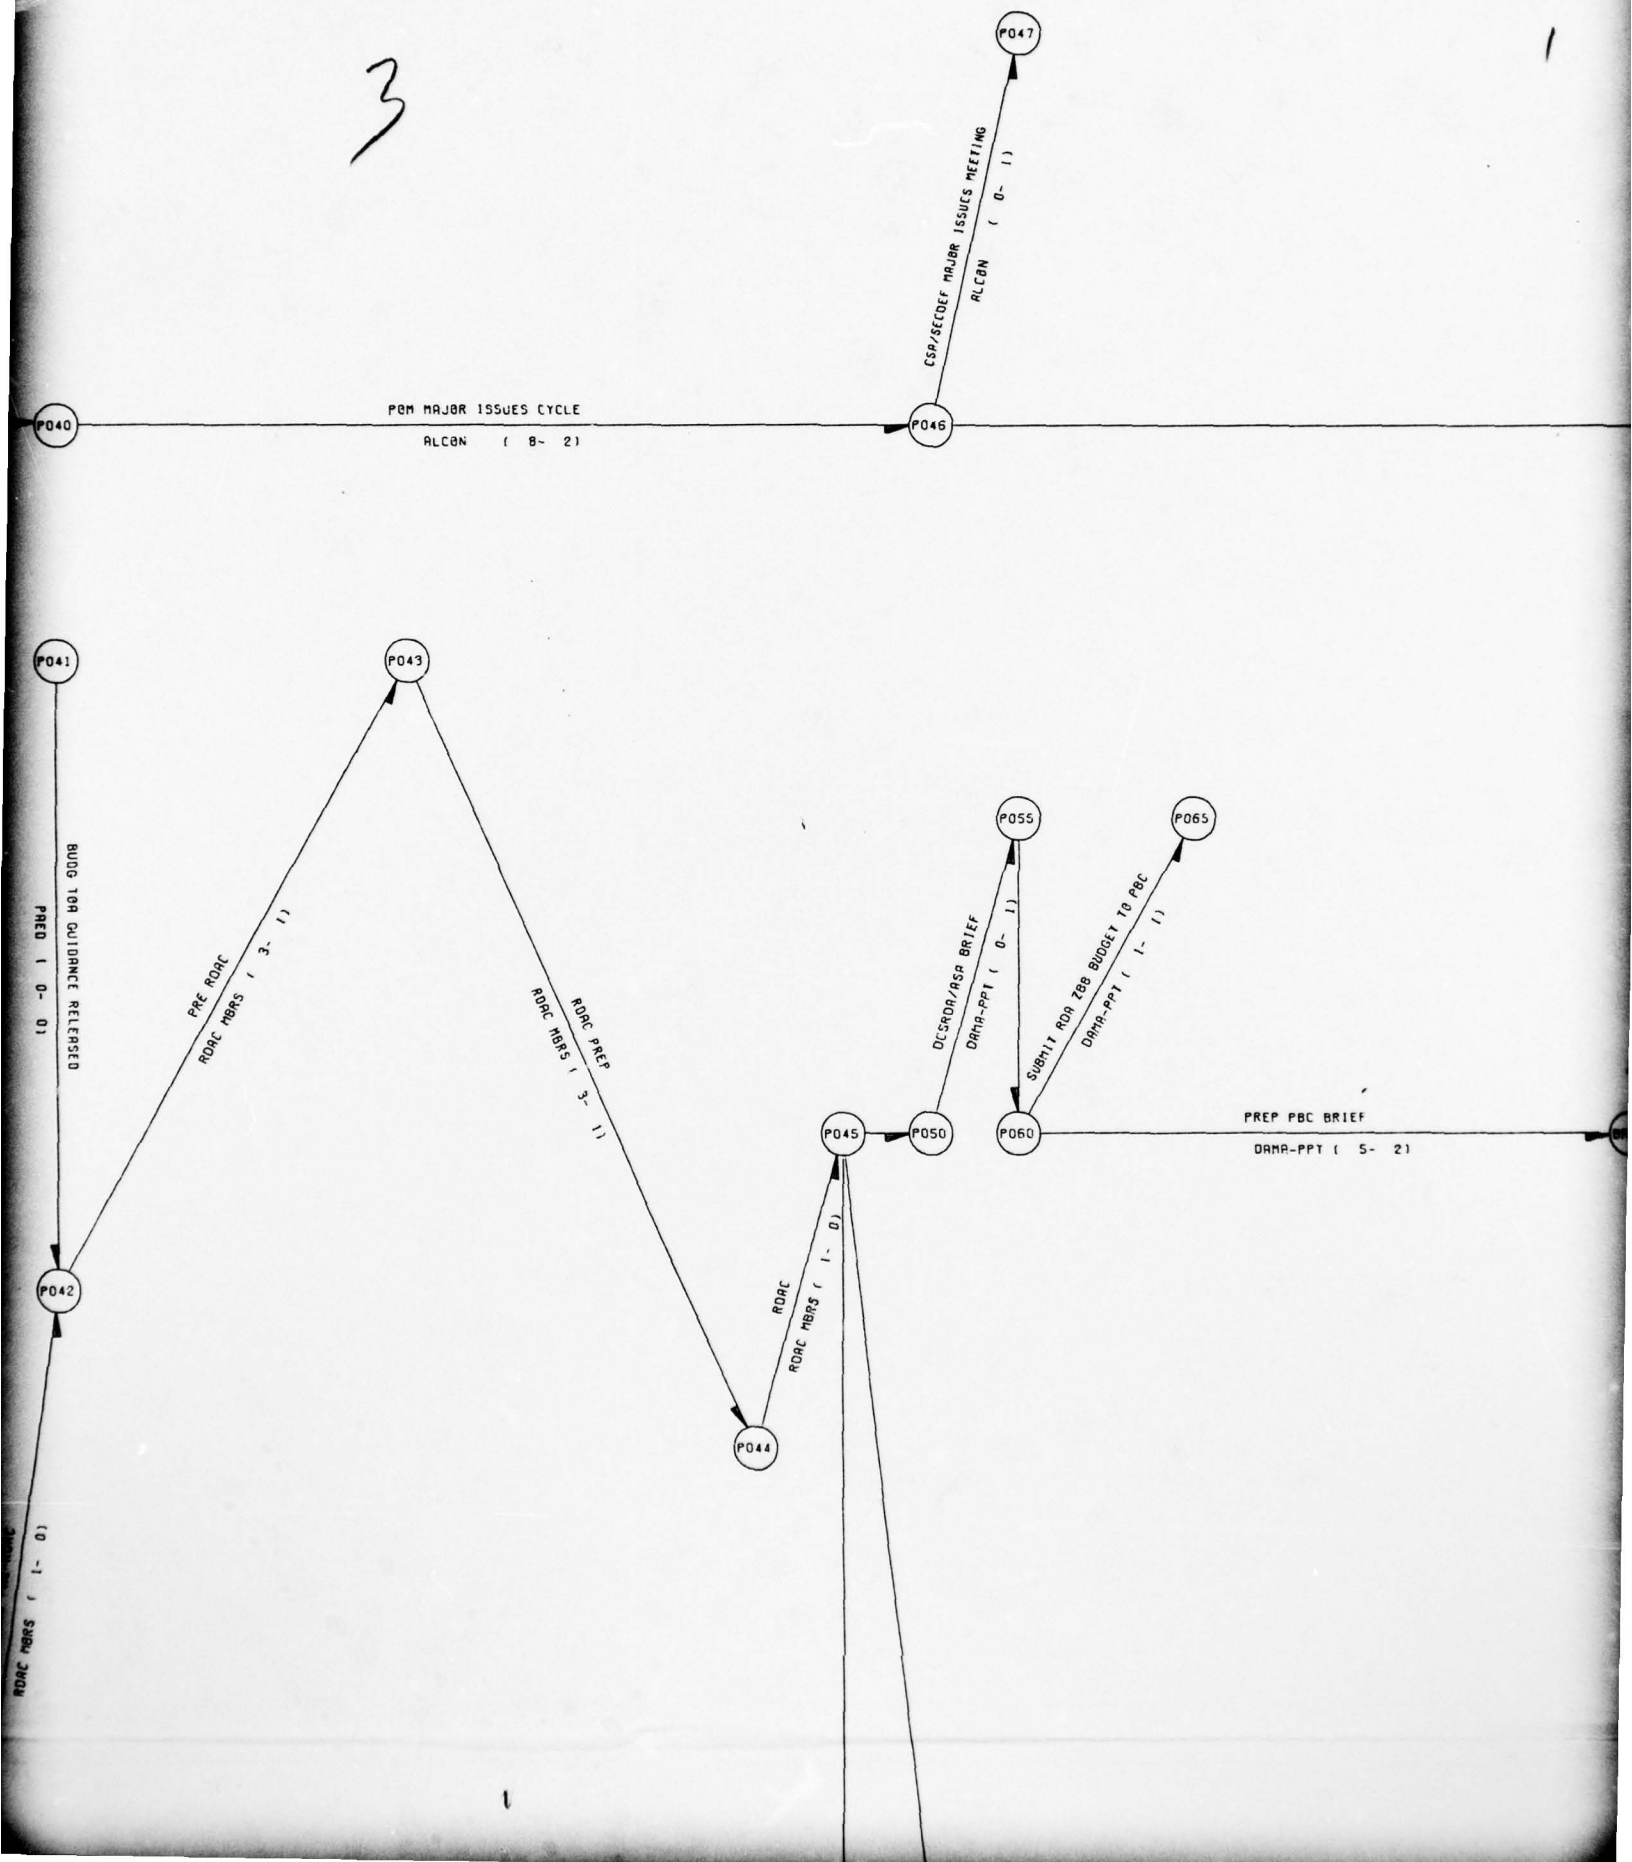 3
1
P047
CSA/SECDEF MAJOR ISSUES MEETING
ALCON ( 0- 1)
P040
POM MAJOR ISSUES CYCLE
ALCON ( 8- 2)
P046
P041
P043
BUDG TOA GUIDANCE RELEASED
PAED ( 0- 0)
PRE RDAC
RDAC MBRS ( 3- 1)
RDAC PREP
RDAC MBRS ( 3- 1)
P055
P065
DCSRDA/ASA BRIEF
DAMA-PPT ( 0- 1)
SUBMIT RDA ZBB BUDGET TO PBC
DAMA-PPT ( 1- 1)
P045
P050
P060
PREP PBC BRIEF
DAMA-PPT ( 5- 2)
P042
RDAC
RDAC MBRS ( 1- 0)
P044
RDAC MBRS ( 1- 0)
1